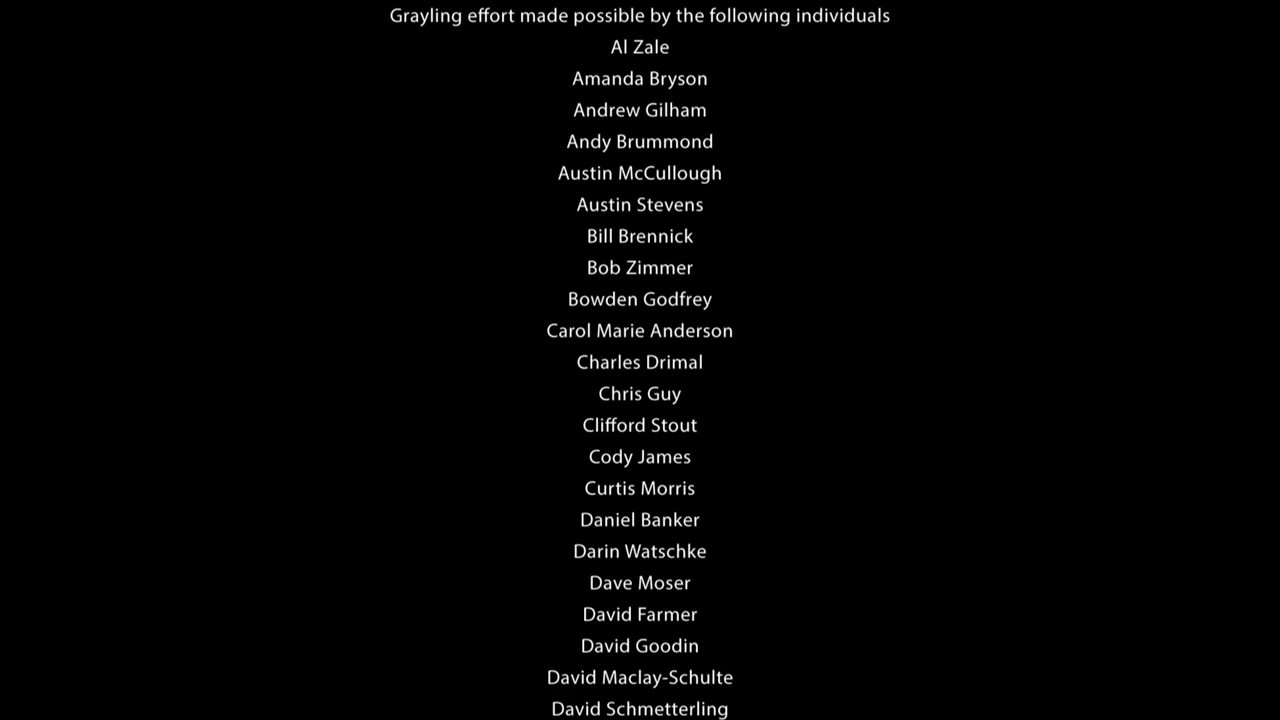 Grayling effort made possible by the following individuals
Al Zale
Amanda Bryson
Andrew Gilham
Andy Brummond
Austin McCullough
Austin Stevens
Bill Brennick
Bob Zimmer
Bowden Godfrey
Carol Marie Anderson
Charles Drimal
Chris Guy
Clifford Stout
Cody James
Curtis Morris
Daniel Banker
Darin Watschke
Dave Moser
David Farmer
David Goodin
David Maclay-Schulte
David Schmetterling